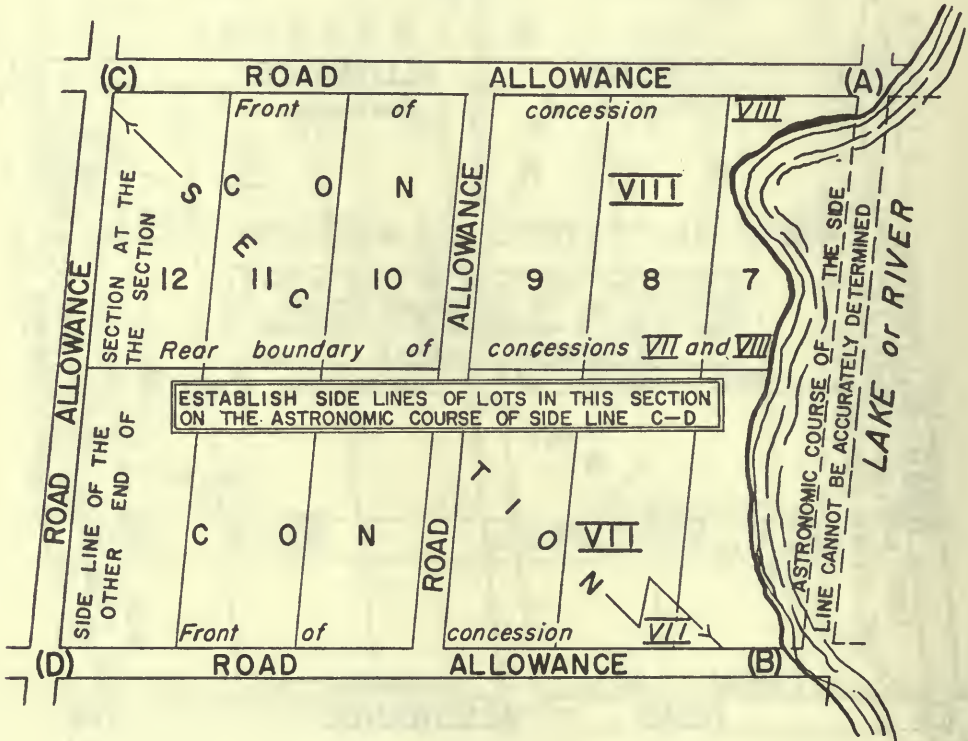 (C) ROAD ALLOWANCE (A)
Front of concession VIII
S E C T I O N
CON VIII
12 11 10 9 8 7
ROAD ALLOWANCE
ROAD ALLOWANCE
SIDE LINE OF THE SECTION AT THE
OTHER END OF THE SECTION
Rear boundary of concessions VII and VIII
ESTABLISH SIDE LINES OF LOTS IN THIS SECTION
ON THE ASTRONOMIC COURSE OF SIDE LINE C–D
ASTRONOMIC COURSE OF THE SIDE
LINE CANNOT BE ACCURATELY DETERMINED
LAKE or RIVER
CON VII
Front of concession VII
(D) ROAD ALLOWANCE (B)